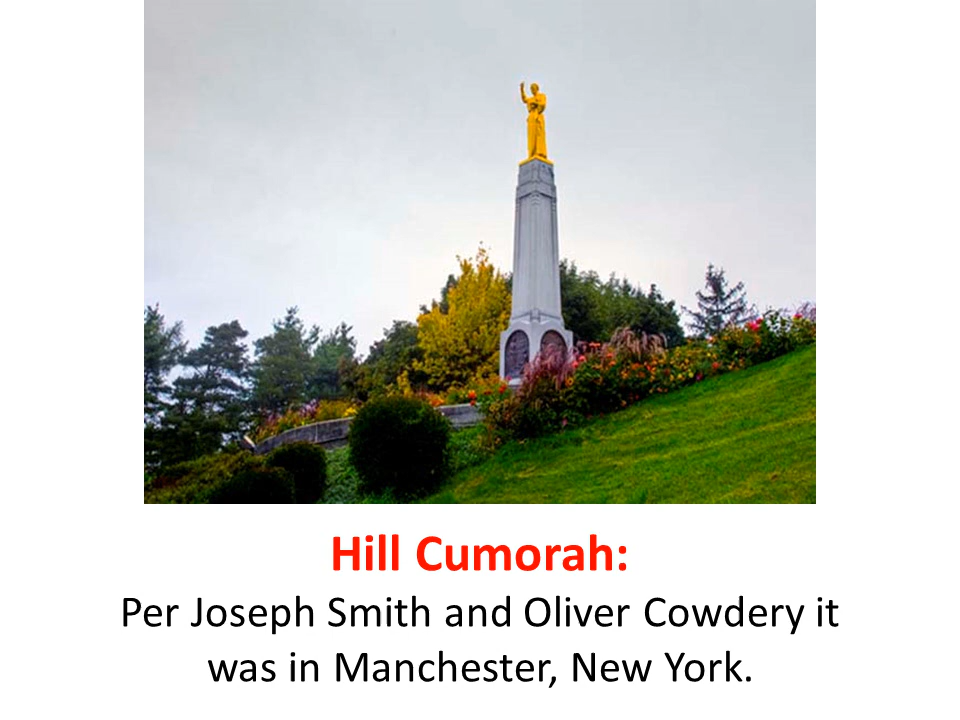 Hill Cumorah:
Per Joseph Smith and Oliver Cowdery it
was in Manchester, New York.